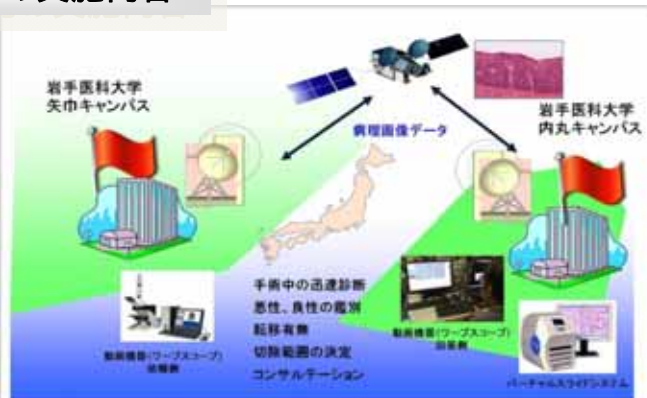 岩手医科大学
矢巾キャンパス
病理画像データ
岩手医科大学
内丸キャンパス
手術中の迅速診断
悪性、良性の鑑別
転移有無
切除範囲の決定
コンサルテーション
動画機器(ワープスコープ)
依頼側
動画機器(ワープスコープ)
回答側
バーチャルスライドシステム